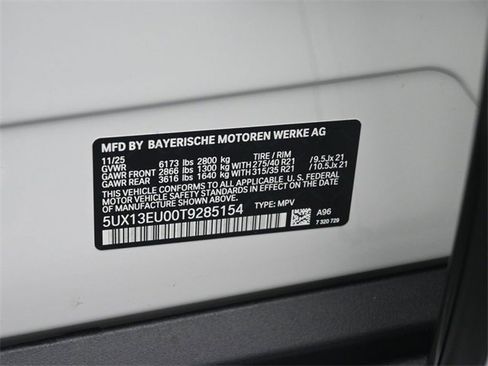 MFD BY BAYERISCHE MOTOREN WERKE AG
11/25 6173 lbs 2800 kg TIRE / RIM
GVWR
GAWR FRONT 2866 lbs 1300 kg 275/40 R21 /9.5Jx 21
GAWR REAR 3616 lbs 1640 kg 315/35 R21 /10.5Jx 21
THIS VEHICLE CONFORMS TO ALL APPLICABLE U. S. FEDERAL
MOTOR VEHICLE SAFETY STANDARDS IN EFFECT ON THE DATE OF
MANUFACTURE SHOWN ABOVE.
5UX13EU00T9285154 TYPE: MPV A96
7 320 729